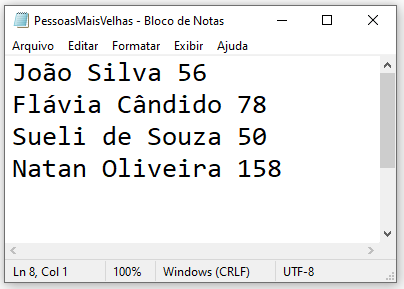 PessoasMaisVelhas - Bloco de Notas
Arquivo Editar Formatar Exibir Ajuda
João Silva 56
Flávia Cândido 78
Sueli de Souza 50
Natan Oliveira 158
Ln 8, Col 1 100% Windows (CRLF) UTF-8